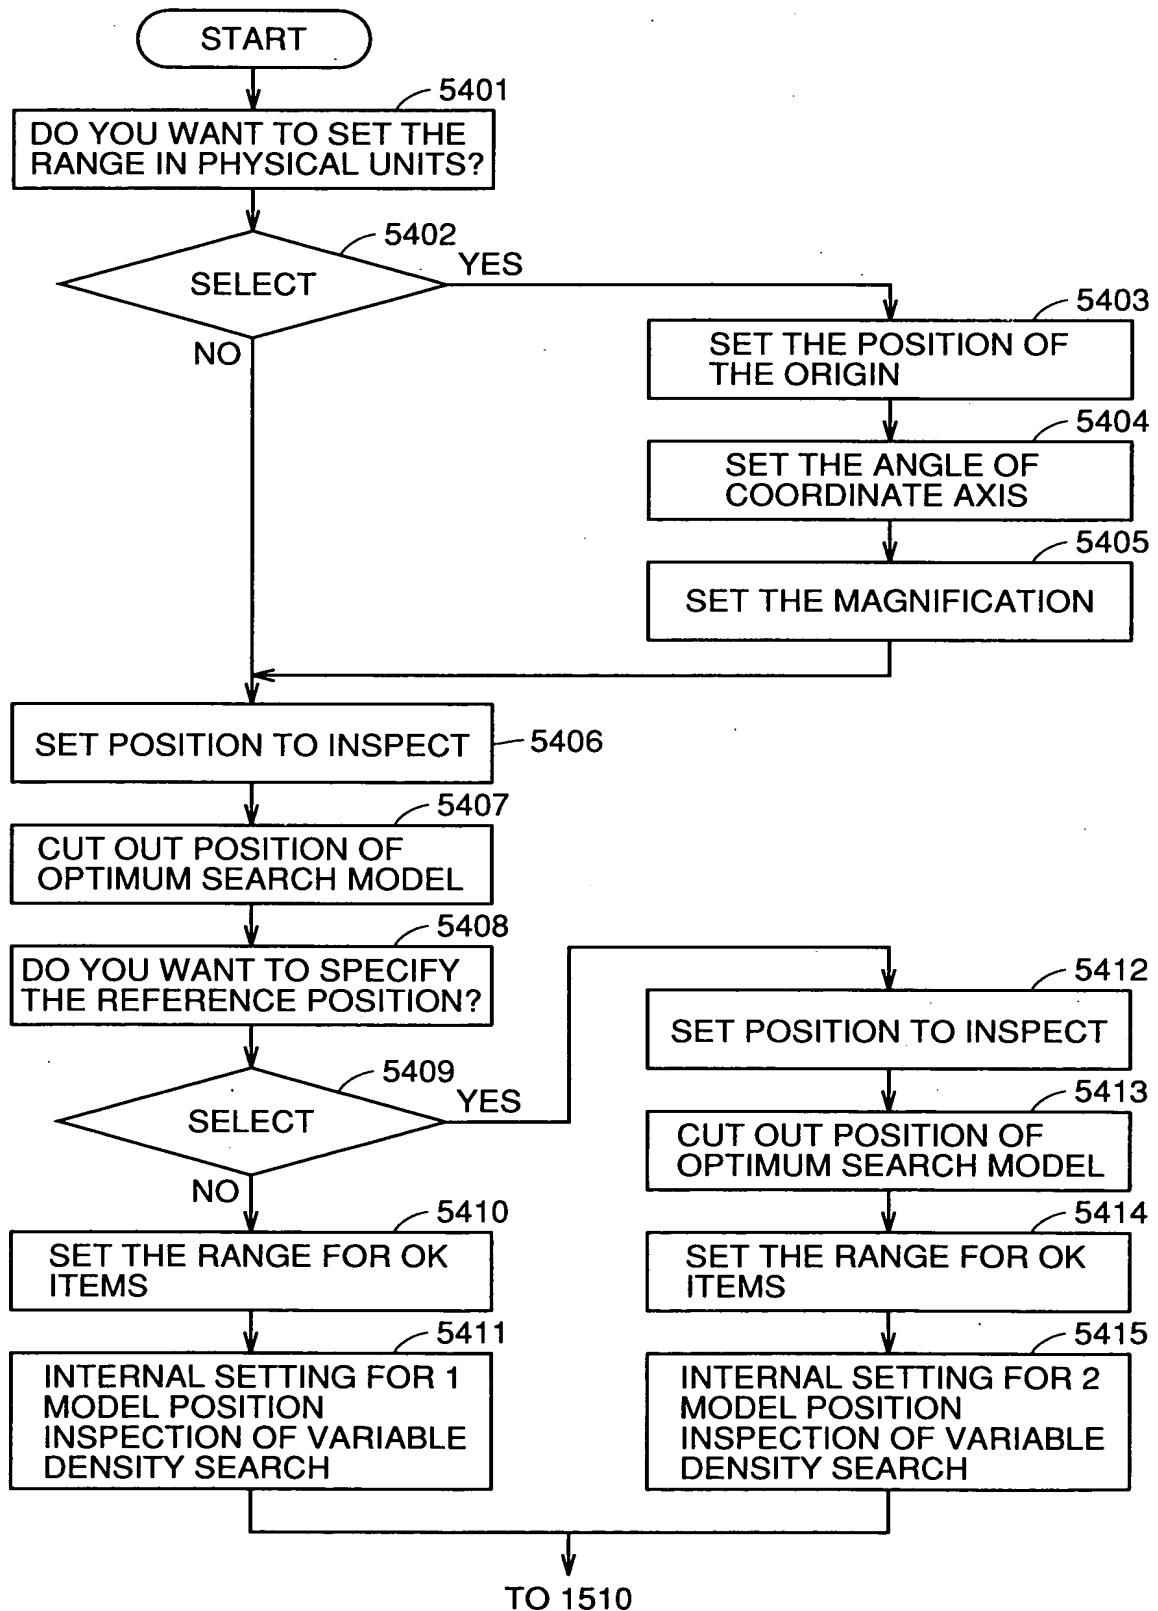 START
5401
DO YOU WANT TO SET THE
RANGE IN PHYSICAL UNITS?
5402
SELECT
YES
NO
5403
SET THE POSITION OF
THE ORIGIN
5404
SET THE ANGLE OF
COORDINATE AXIS
5405
SET THE MAGNIFICATION
SET POSITION TO INSPECT
5406
5407
CUT OUT POSITION OF
OPTIMUM SEARCH MODEL
5408
DO YOU WANT TO SPECIFY
THE REFERENCE POSITION?
5409
SELECT
YES
NO
5410
SET THE RANGE FOR OK
ITEMS
5411
INTERNAL SETTING FOR 1
MODEL POSITION
INSPECTION OF VARIABLE
DENSITY SEARCH
5412
SET POSITION TO INSPECT
5413
CUT OUT POSITION OF
OPTIMUM SEARCH MODEL
5414
SET THE RANGE FOR OK
ITEMS
5415
INTERNAL SETTING FOR 2
MODEL POSITION
INSPECTION OF VARIABLE
DENSITY SEARCH
TO 1510